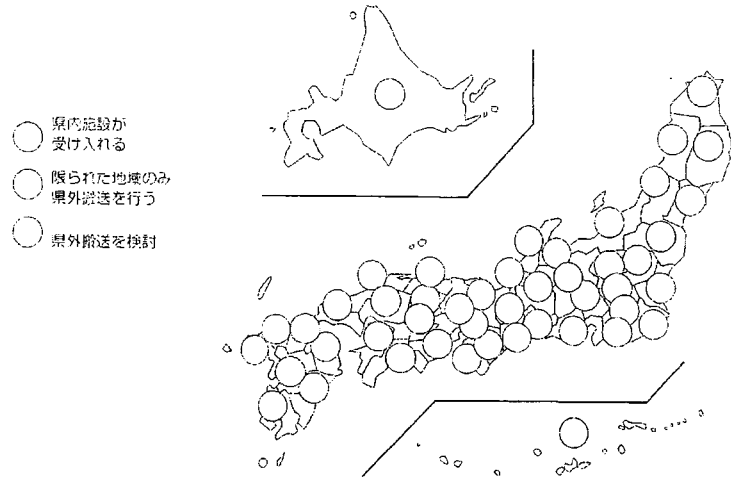 県内施設が
受け入れる
限られた地域のみ
県外搬送を行う
県外搬送を検討